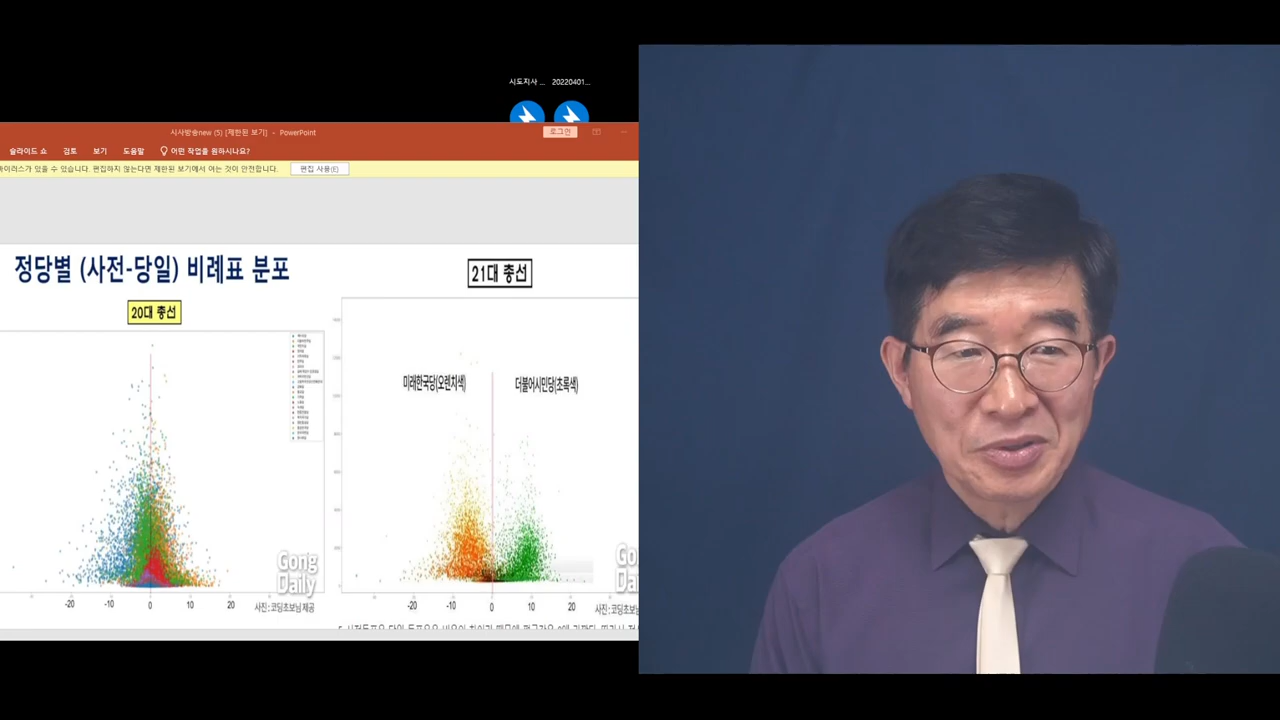 시도지사 ... 20220401...
시사방송new (5) [제한된 보기] - PowerPoint
로그인
슬라이드 쇼 검토 보기 도움말 어떤 작업을 원하시나요?
바이러스가 있을 수 있습니다. 편집하지 않는다면 제한된 보기에서 여는 것이 안전합니다. 편집 사용(E)
정당별 (사전-당일) 비례표 분포
21대 총선
20대 총선
미래한국당(오렌지색) 더불어시민당(초록색)
Gong
Daily
Go
Da
-20 -10 0 10 20
-20 -10 0 10 20
사진 : 코딩초보님 제공
사진 : 코딩초보님